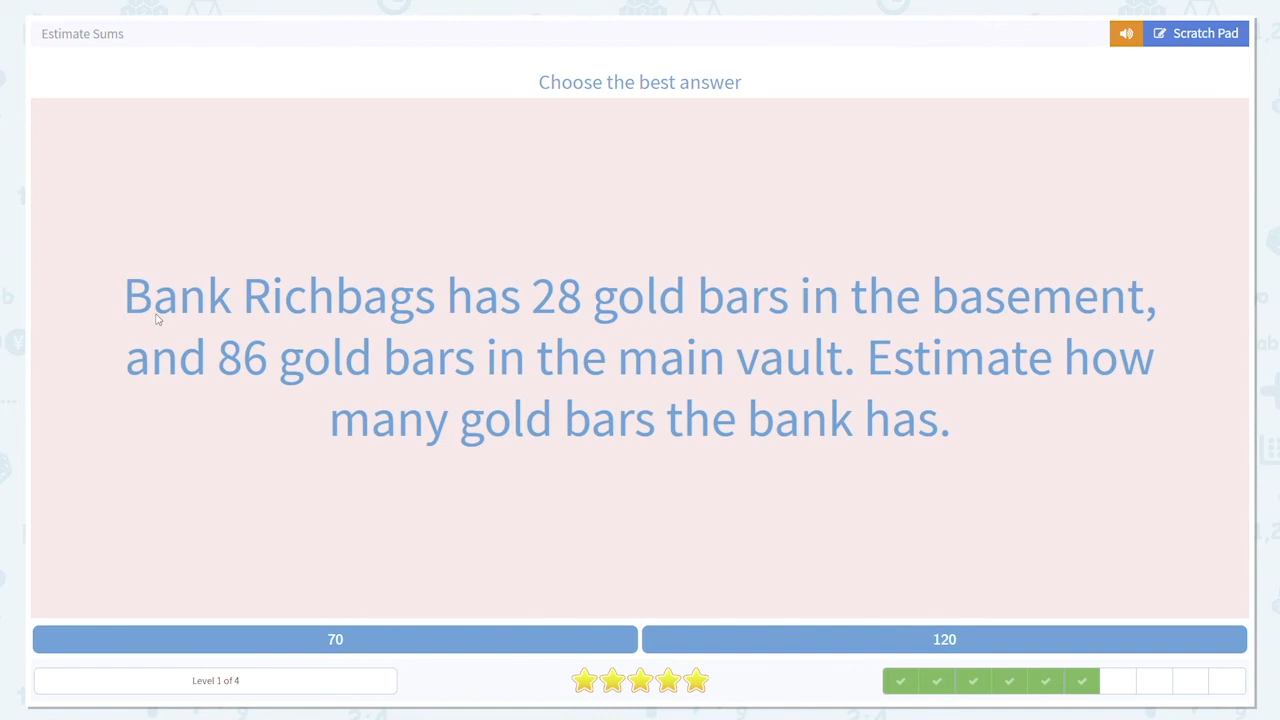 Estimate Sums
Scratch Pad
Choose the best answer
Bank Richbags has 28 gold bars in the basement,
and 86 gold bars in the main vault. Estimate how
many gold bars the bank has.
70
120
Level 1 of 4